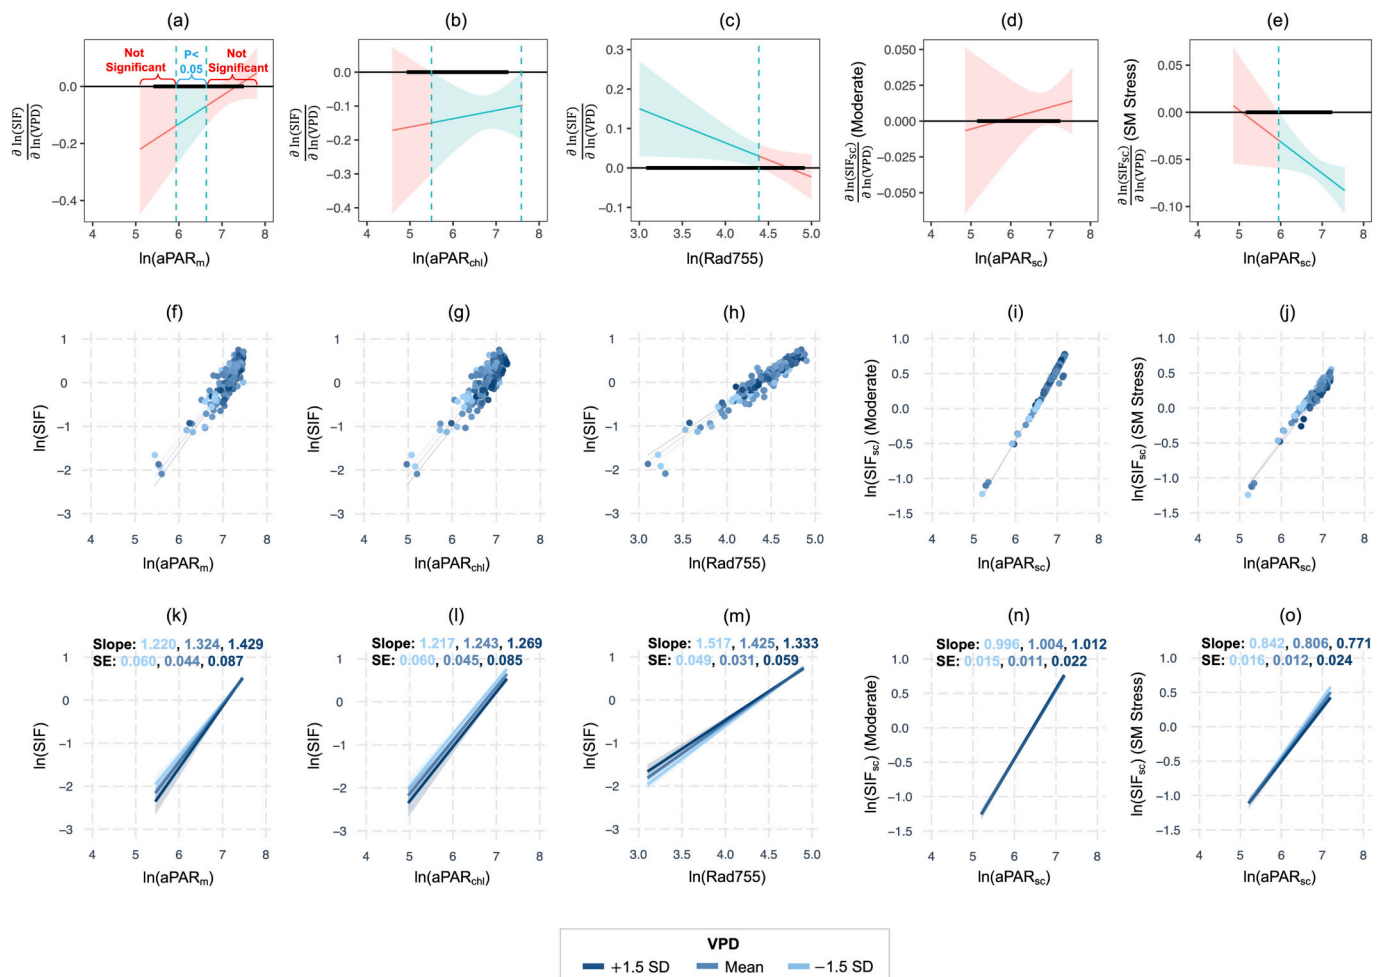 (a) (b) (c) (d) (e)
Not Significant P< 0.05 Not Significant
∂ ln(SIF) / ∂ ln(VPD)
0.0
−0.2
−0.4
4 5 6 7 8
ln(aPARm)
∂ ln(SIF) / ∂ ln(VPD)
0.0
−0.1
−0.2
−0.3
−0.4
4 5 6 7 8
ln(aPARchl)
∂ ln(SIF) / ∂ ln(VPD)
0.3
0.2
0.1
0.0
−0.1
3.0 3.5 4.0 4.5 5.0
ln(Rad755)
∂ ln(SIFSC) / ∂ ln(VPD) (Moderate)
0.050
0.025
0.000
−0.025
−0.050
4 5 6 7 8
ln(aPARsc)
∂ ln(SIFSC) / ∂ ln(VPD) (SM Stress)
0.05
0.00
−0.05
−0.10
4 5 6 7 8
ln(aPARsc)
(f) (g) (h) (i) (j)
ln(SIF)
1
0
−1
−2
−3
4 5 6 7 8
ln(aPARm)
ln(SIF)
1
0
−1
−2
−3
4 5 6 7 8
ln(aPARchl)
ln(SIF)
1
0
−1
−2
−3
3.0 3.5 4.0 4.5 5.0
ln(Rad755)
ln(SIFsc) (Moderate)
1.0
0.5
0.0
−0.5
−1.0
−1.5
4 5 6 7 8
ln(aPARsc)
ln(SIFsc) (SM Stress)
1.0
0.5
0.0
−0.5
−1.0
−1.5
4 5 6 7 8
ln(aPARsc)
(k) (l) (m) (n) (o)
Slope: 1.220, 1.324, 1.429
SE: 0.060, 0.044, 0.087
ln(SIF)
1
0
−1
−2
−3
4 5 6 7 8
ln(aPARm)
Slope: 1.217, 1.243, 1.269
SE: 0.060, 0.045, 0.085
ln(SIF)
1
0
−1
−2
−3
4 5 6 7 8
ln(aPARchl)
Slope: 1.517, 1.425, 1.333
SE: 0.049, 0.031, 0.059
ln(SIF)
1
0
−1
−2
−3
3.0 3.5 4.0 4.5 5.0
ln(Rad755)
Slope: 0.996, 1.004, 1.012
SE: 0.015, 0.011, 0.022
ln(SIFsc) (Moderate)
1.0
0.5
0.0
−0.5
−1.0
−1.5
4 5 6 7 8
ln(aPARsc)
Slope: 0.842, 0.806, 0.771
SE: 0.016, 0.012, 0.024
ln(SIFsc) (SM Stress)
1.0
0.5
0.0
−0.5
−1.0
−1.5
4 5 6 7 8
ln(aPARsc)
VPD
+1.5 SD Mean −1.5 SD